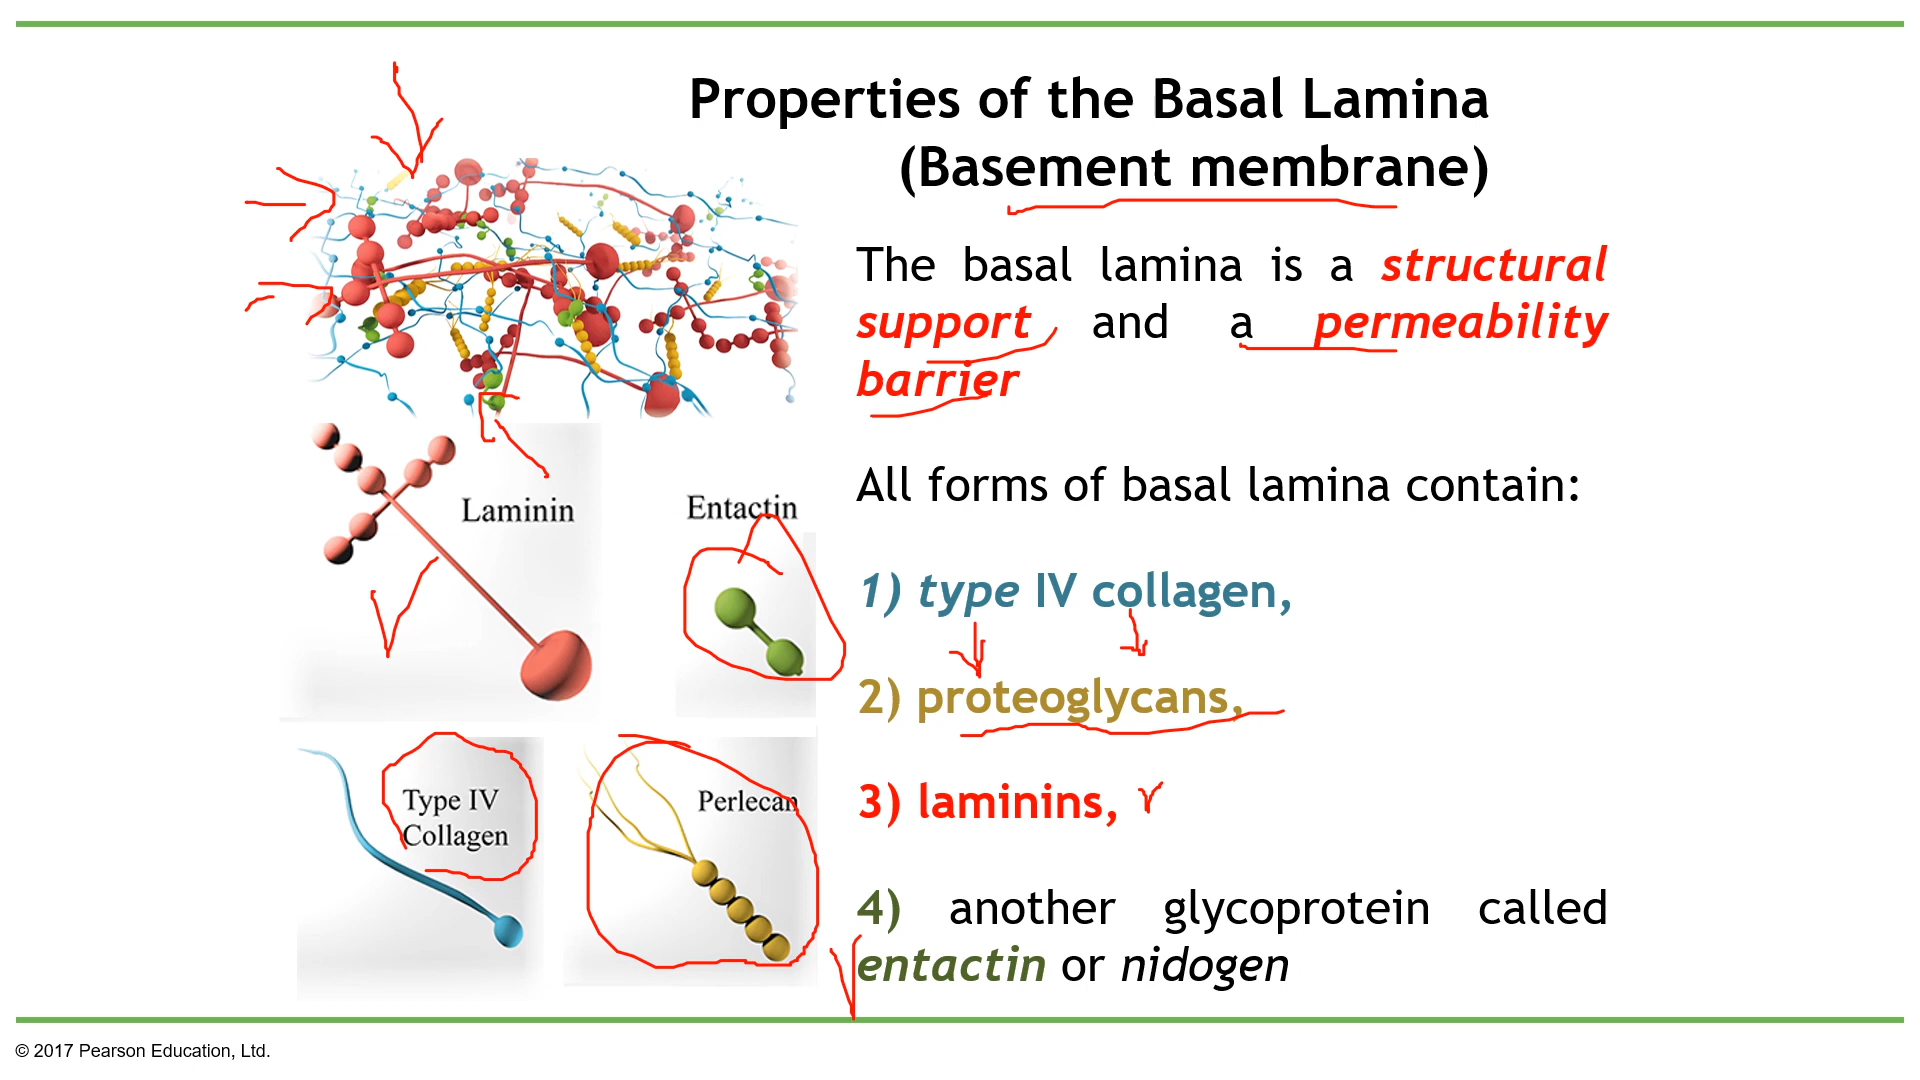 Properties of the Basal Lamina
(Basement membrane)
The basal lamina is a structural
support and a permeability
barrier
All forms of basal lamina contain:
Laminin
Entactin
1) type IV collagen,
2) proteoglycans,
Type IV
Collagen
Perlecan
3) laminins,
4) another glycoprotein called
entactin or nidogen
© 2017 Pearson Education, Ltd.